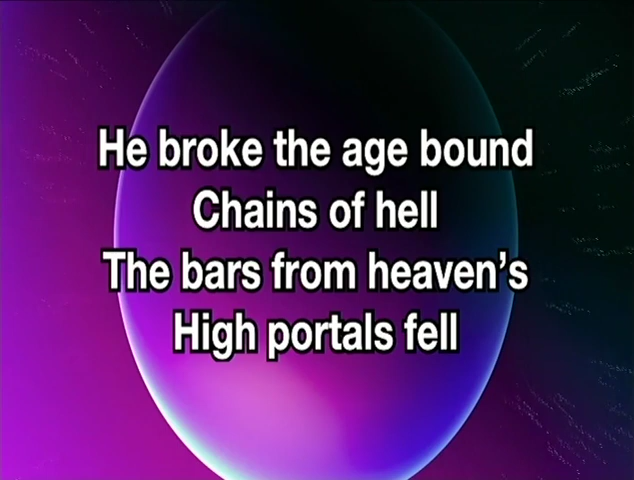 He broke the age bound
Chains of hell
The bars from heaven's
High portals fell